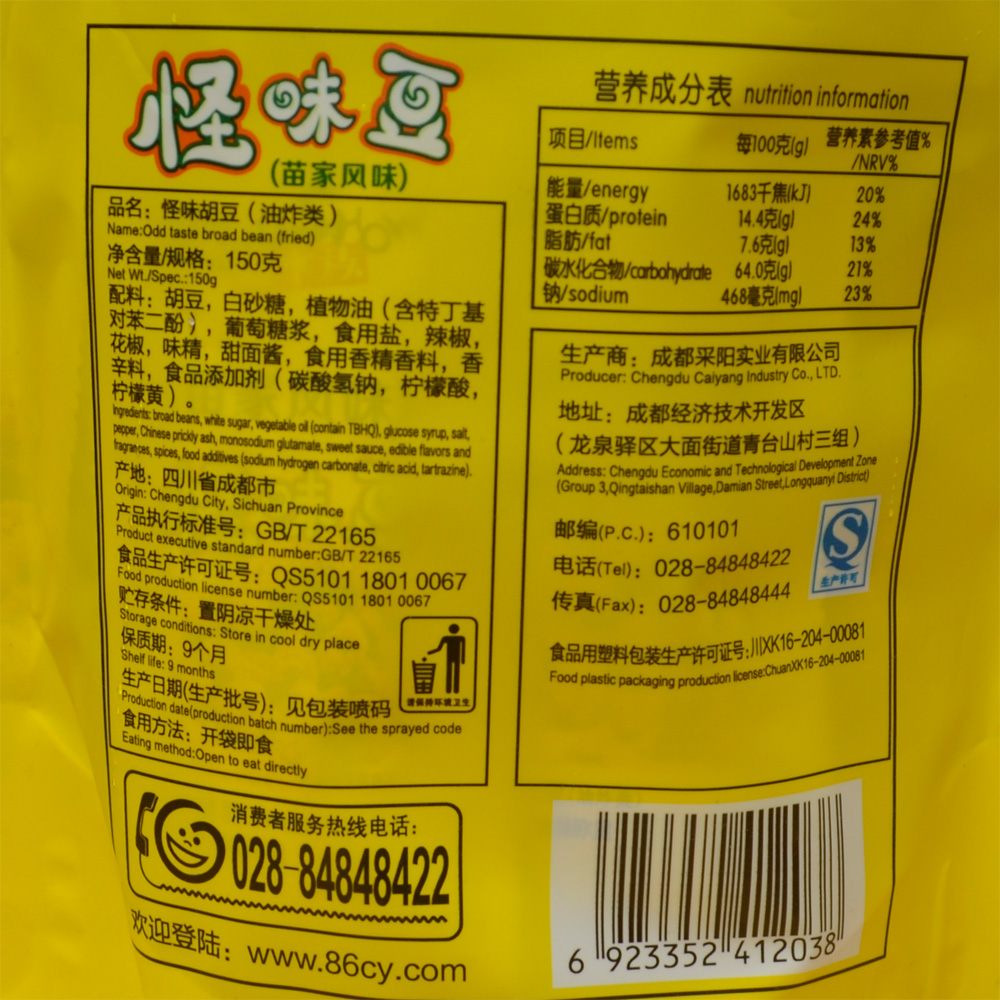 怪味豆
(苗家风味)
品名：怪味胡豆（油炸类）
Name:Odd taste broad bean (fried)
净含量/规格：150克
Net Wt./Spec.:150g
配料：胡豆，白砂糖，植物油（含特丁基
对苯二酚），葡萄糖浆，食用盐，辣椒，
花椒，味精，甜面酱，食用香精香料，香
辛料，食品添加剂（碳酸氢钠，柠檬酸，
柠檬黄）。
Ingredients: broad beans, white sugar, vegetable oil (contain TBHQ), glucose syrup, salt,
pepper, Chinese prickly ash, monosodium glutamate, sweet sauce, edible flavors and
fragrances, spices, food additives (sodium hydrogen carbonate, citric acid, tartrazine).
产地：四川省成都市
Origin: Chengdu City, Sichuan Province
产品执行标准号：GB/T 22165
Product executive standard number:GB/T 22165
食品生产许可证号：QS5101 1801 0067
Food production license number: QS5101 1801 0067
贮存条件：置阴凉干燥处
Storage conditions: Store in cool dry place
保质期：9个月
Shelf life: 9 months
生产日期(生产批号)：见包装喷码
Production date(production batch number):See the sprayed code
食用方法：开袋即食
Eating method:Open to eat directly
请保持环境卫生
消费者服务热线电话：
028-84848422
欢迎登陆：www.86cy.com
营养成分表 nutrition information
项目/Items 每100克(g) 营养素参考值%
/NRV%
能量/energy 1683千焦(kJ) 20%
蛋白质/protein 14.4克(g) 24%
脂肪/fat 7.6克(g) 13%
碳水化合物/carbohydrate 64.0克(g) 21%
钠/sodium 468毫克(mg) 23%
生产商：成都采阳实业有限公司
Producer: Chengdu Caiyang Industry Co., LTD.
地址：成都经济技术开发区
（龙泉驿区大面街道青台山村三组）
Address: Chengdu Economic and Technological Development Zone
(Group 3,Qingtaishan Village,Damian Street,Longquanyi District)
邮编(P.C.)：610101
电话(Tel)：028-84848422
传真(Fax)：028-84848444
生产许可
食品用塑料包装生产许可证号:川XK16-204-00081
Food plastic packaging production license:ChuanXK16-204-00081
6 923352 412038